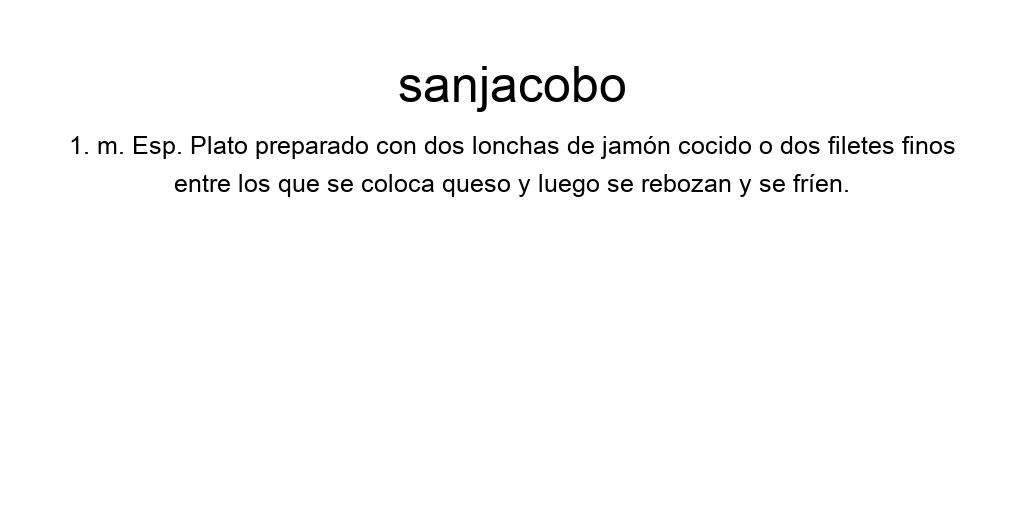 sanjacobo
1. m. Esp. Plato preparado con dos lonchas de jamón cocido o dos filetes finos
entre los que se coloca queso y luego se rebozan y se fríen.